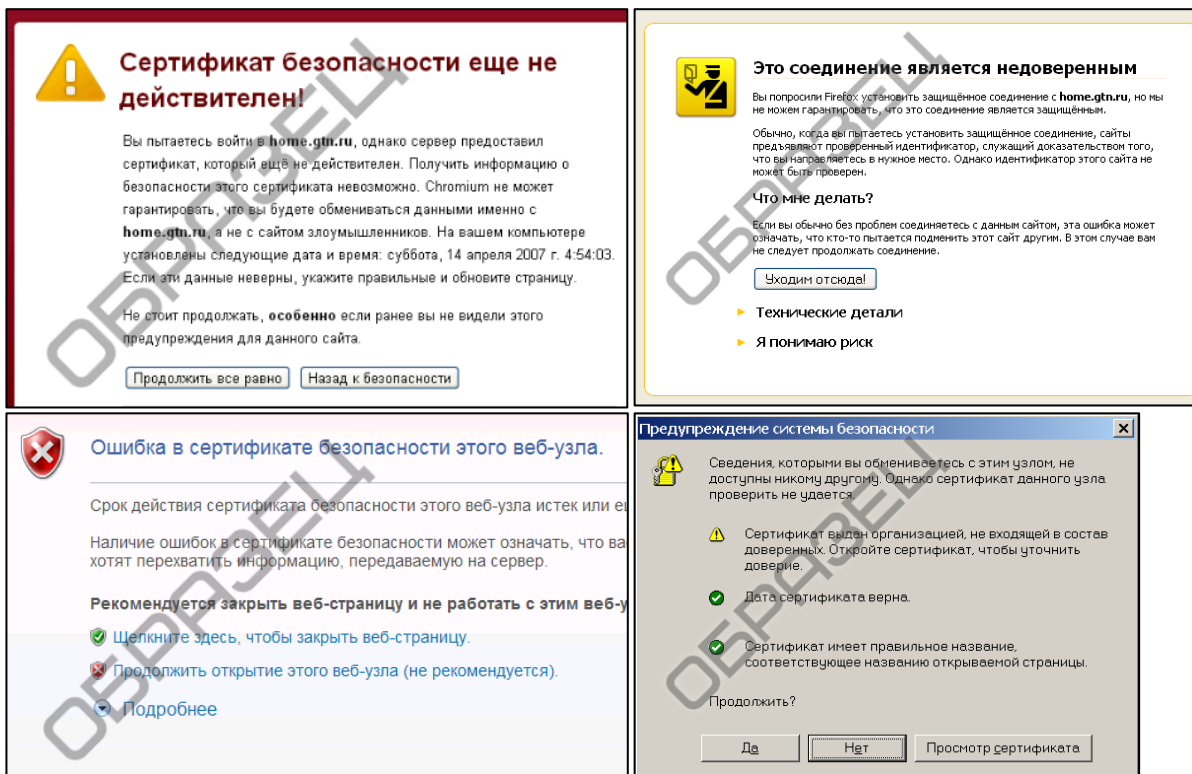 Сертификат безопасности еще не
действителен!
Вы пытаетесь войти в home.gtn.ru, однако сервер предоставил
сертификат, который ещё не действителен. Получить информацию о
безопасности этого сертификата невозможно. Chromium не может
гарантировать, что вы будете обмениваться данными именно с
home.gtn.ru, а не с сайтом злоумышленников. На вашем компьютере
установлены следующие дата и время: суббота, 14 апреля 2007 г. 4:54:03.
Если эти данные неверны, укажите правильные и обновите страницу.
Не стоит продолжать, особенно если ранее вы не видели этого
предупреждения для данного сайта.
Продолжить все равно
Назад к безопасности
ОБРАЗЕЦ
Это соединение является недоверенным
Вы попросили Firefox установить защищённое соединение с home.gtn.ru, но мы
не можем гарантировать, что это соединение является защищённым.
Обычно, когда вы пытаетесь установить защищённое соединение, сайты
предъявляют проверенный идентификатор, служащий доказательством того,
что вы направляетесь в нужное место. Однако идентификатор этого сайта не
может быть проверен.
Что мне делать?
Если вы обычно без проблем соединяетесь с данным сайтом, эта ошибка может
означать, что кто-то пытается подменить этот сайт другим. В этом случае вам
не следует продолжать соединение.
Уходим отсюда!
Технические детали
Я понимаю риск
ОБРАЗЕЦ
Ошибка в сертификате безопасности этого веб-узла.
Срок действия сертификата безопасности этого веб-узла истек или е
Наличие ошибок в сертификате безопасности может означать, что ва
хотят перехватить информацию, передаваемую на сервер.
Рекомендуется закрыть веб-страницу и не работать с этим веб-у
Щелкните здесь, чтобы закрыть веб-страницу.
Продолжить открытие этого веб-узла (не рекомендуется).
Подробнее
ОБРАЗЕЦ
Предупреждение системы безопасности
Сведения, которыми вы обмениваетесь с этим узлом, не
доступны никому другому. Однако сертификат данного узла
проверить не удается.
Сертификат выдан организацией, не входящей в состав
доверенных. Откройте сертификат, чтобы уточнить
доверие.
Дата сертификата верна.
Сертификат имеет правильное название,
соответствующее названию открываемой страницы.
Продолжить?
Да
Нет
Просмотр сертификата
ОБРАЗЕЦ